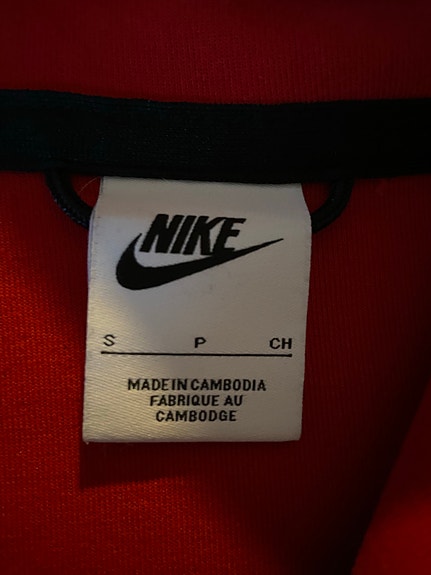 NIKE
S P CH
MADE IN CAMBODIA
FABRIQUE AU
CAMBODGE